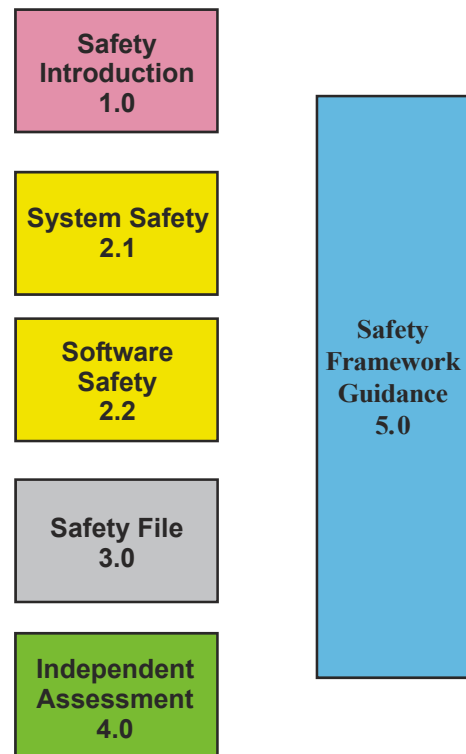 Safety
Introduction
1.0
System Safety
2.1
Software
Safety
2.2
Safety File
3.0
Independent
Assessment
4.0
Safety
Framework
Guidance
5.0